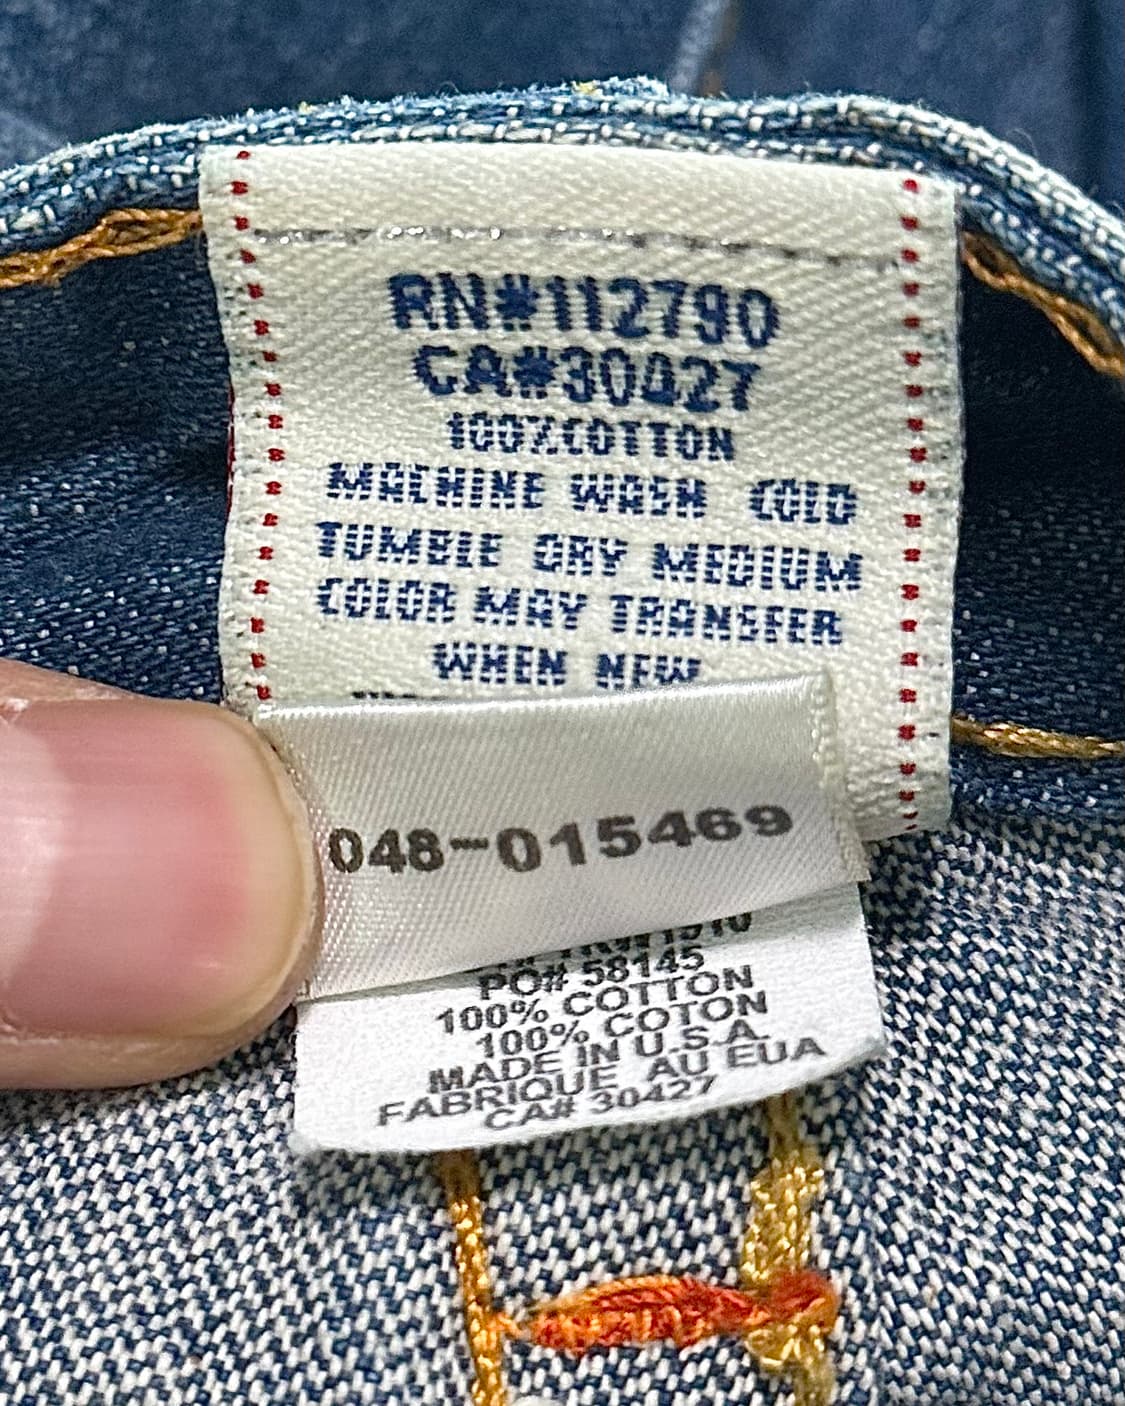 RN#112790
CA#30427
100%COTTON
MACHINE WASH COLD
TUMBLE DRY MEDIUM
COLOR MAY TRANSFER
WHEN NEW
048-015469
PO# 58145
100% COTTON
100% COTON
MADE IN U.S.A.
FABRIQUE AU EUA
CA# 30427